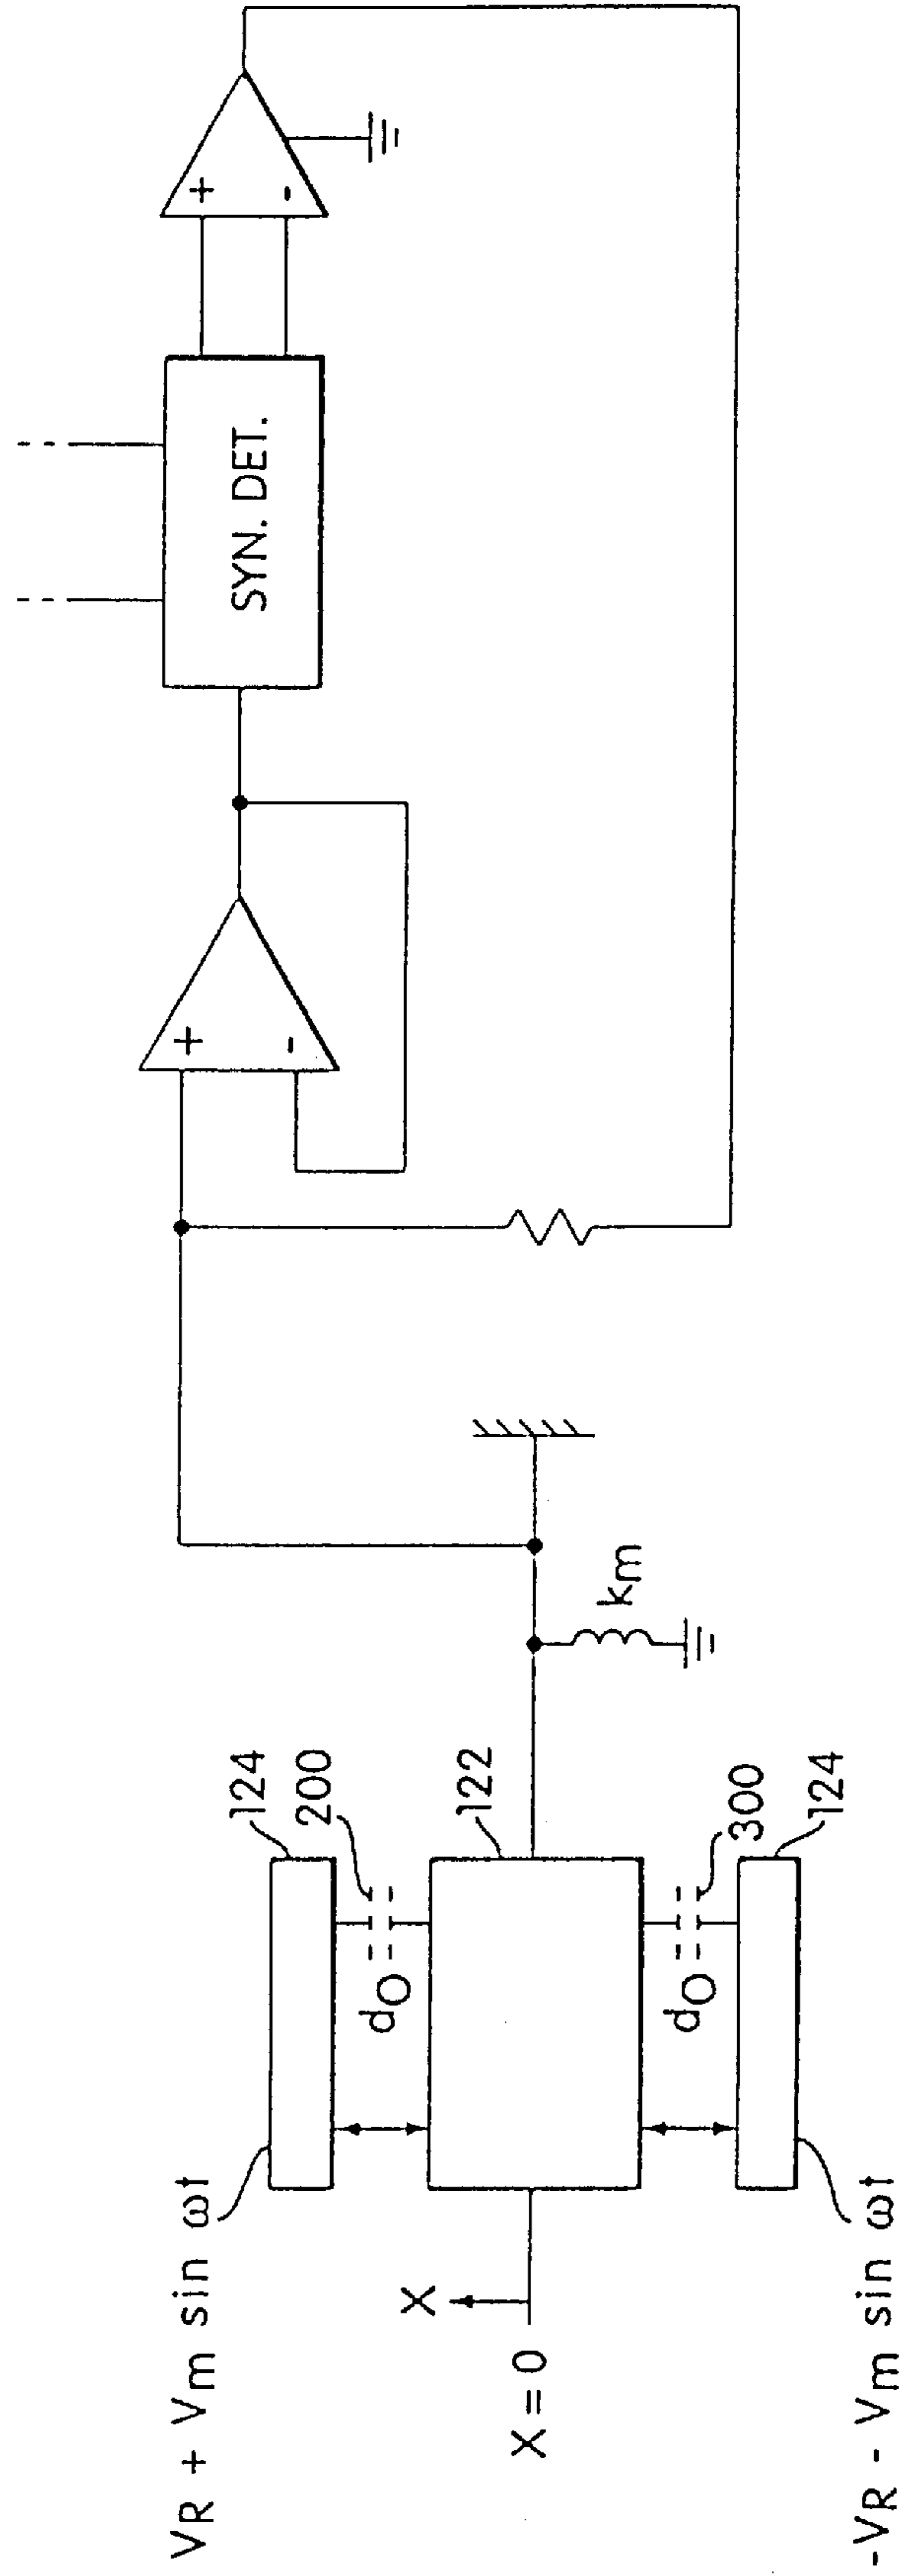 VR + Vm sin ωt
X
X = 0
-VR - Vm sin ωt
124
200
do
122
do
300
124
km
+
-
SYN. DET.
+
-